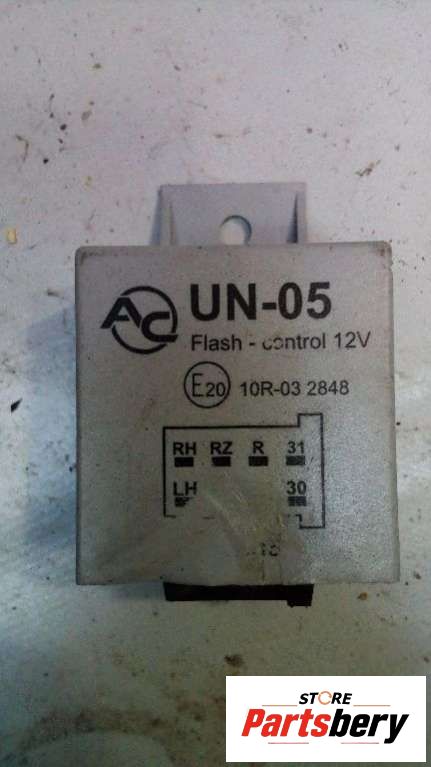 AC UN-05
Flash - control 12V
E20 10R-03 2848
RH RZ R 31
LH 30
STORE
Partsbery